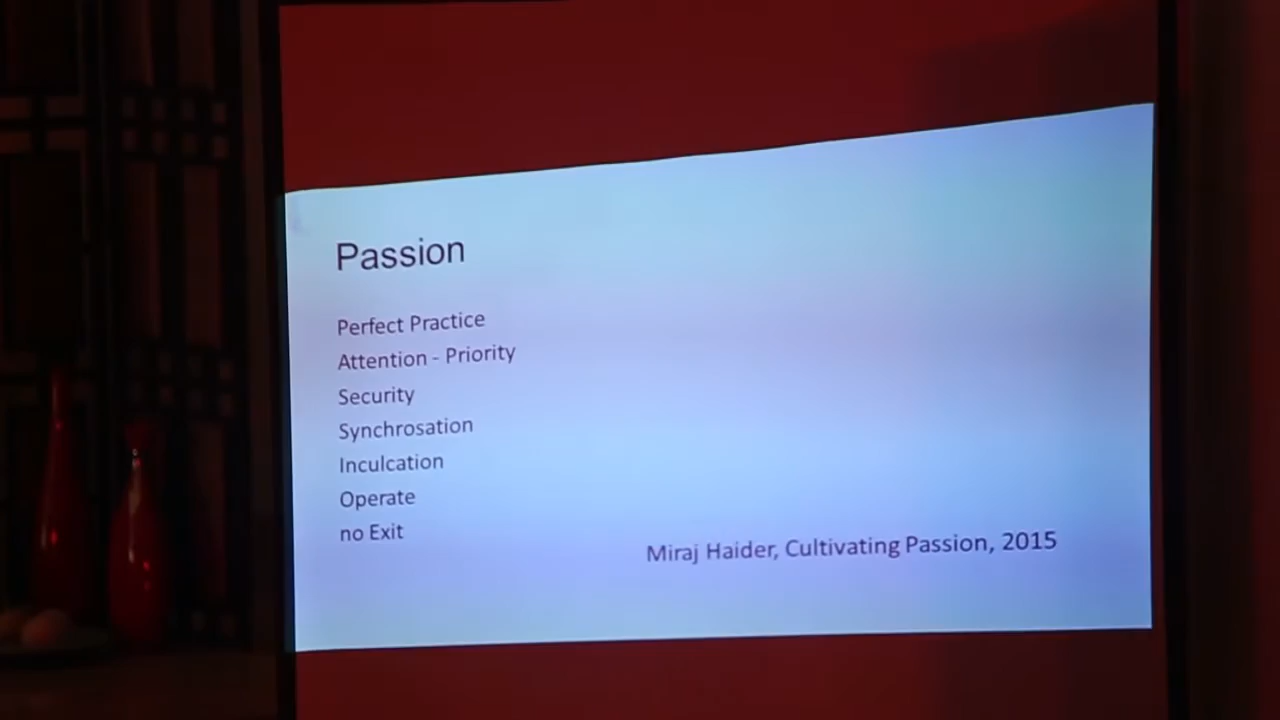 Passion
Perfect Practice
Attention - Priority
Security
Synchrosation
Inculcation
Operate
no Exit
Miraj Haider, Cultivating Passion, 2015